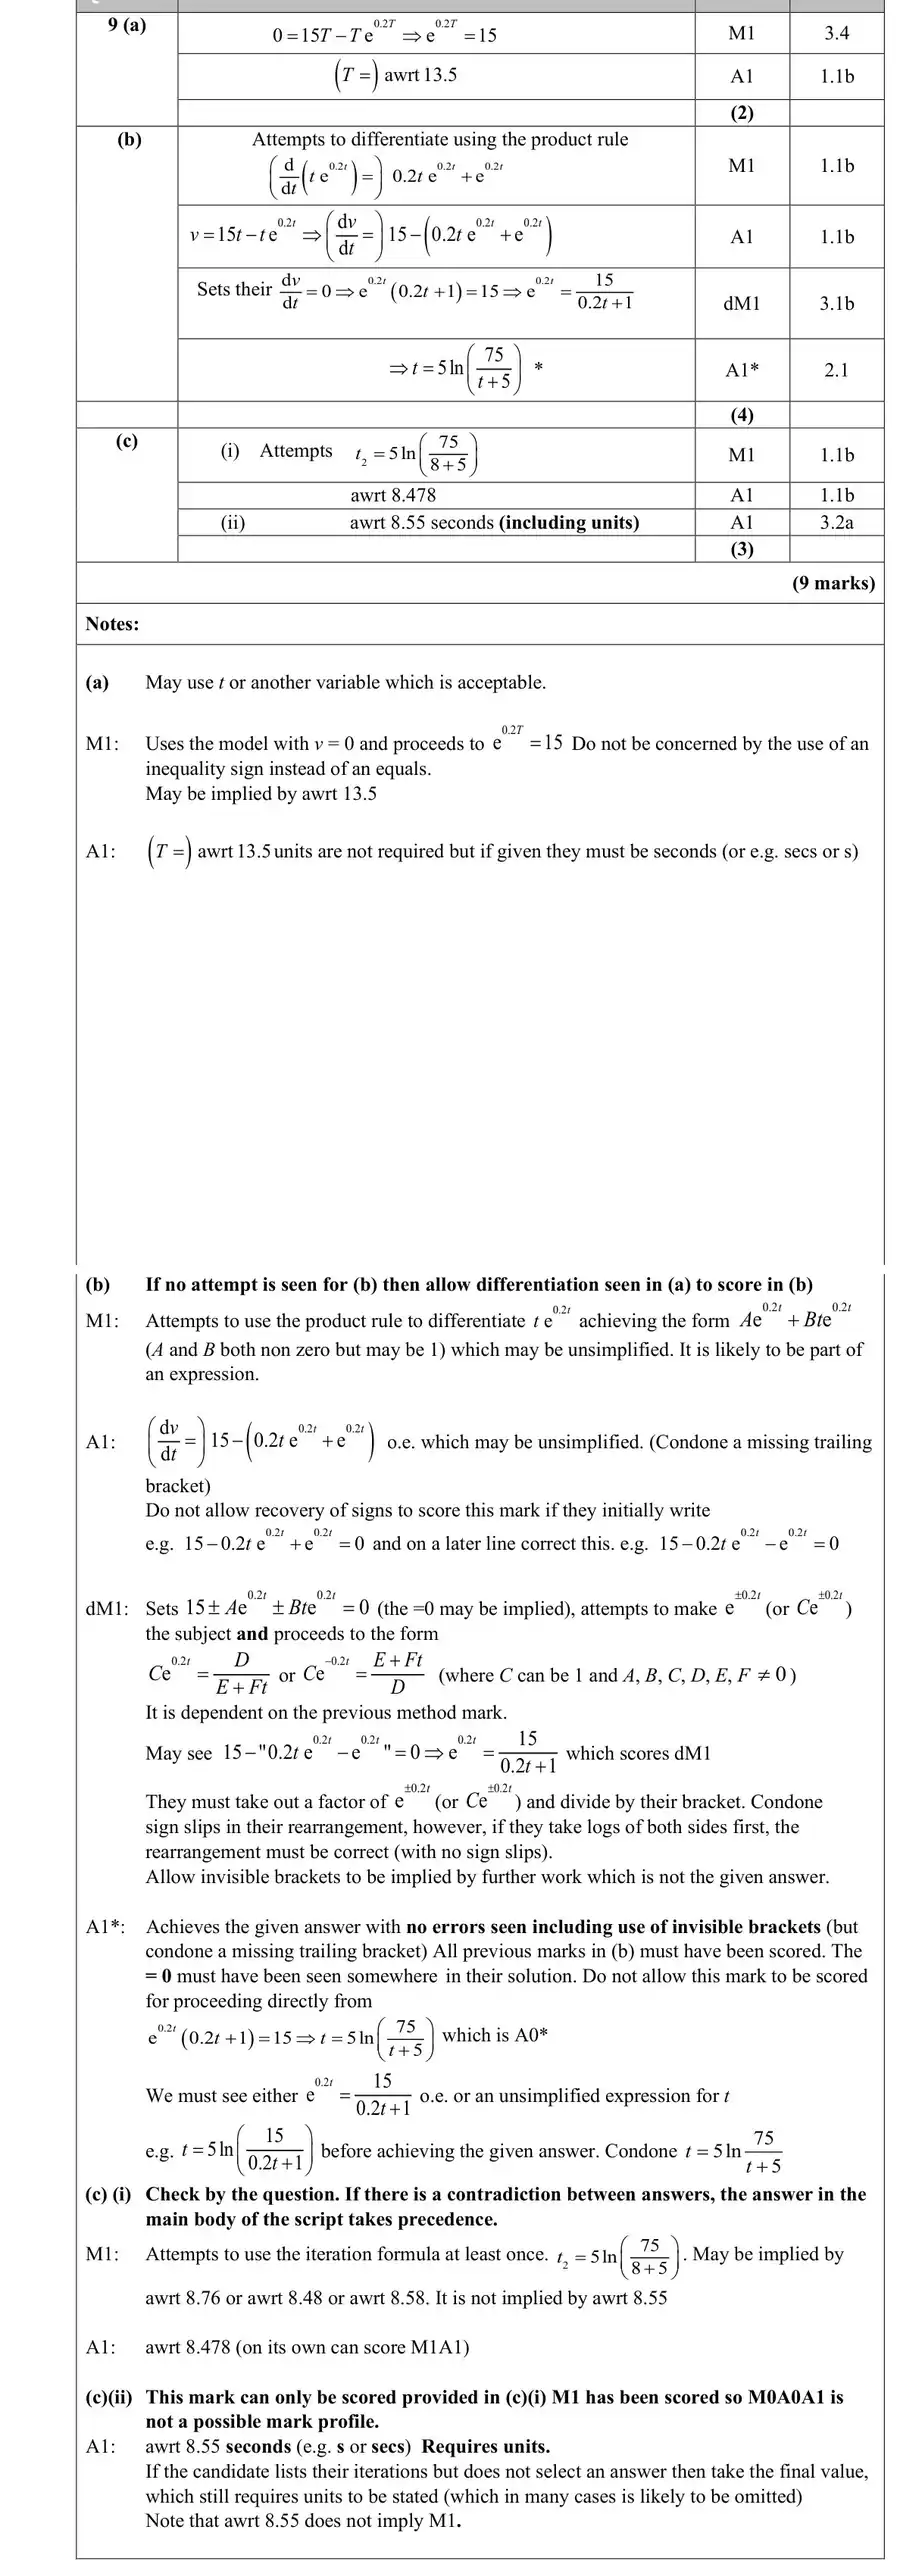 9 (a) 0 = 15T − T e^{0.2T} ⇒ e^{0.2T} = 15 M1 3.4
(T =) awrt 13.5 A1 1.1b
(2)
(b) Attempts to differentiate using the product rule
(d/dt (t e^{0.2t}) =) 0.2t e^{0.2t} + e^{0.2t} M1 1.1b
v = 15t − t e^{0.2t} ⇒ (dv/dt =) 15 − (0.2t e^{0.2t} + e^{0.2t}) A1 1.1b
Sets their dv/dt = 0 ⇒ e^{0.2t} (0.2t + 1) = 15 ⇒ e^{0.2t} = 15/(0.2t + 1) dM1 3.1b
⇒ t = 5 ln(75/(t + 5)) * A1* 2.1
(4)
(c) (i) Attempts t₂ = 5 ln(75/(8 + 5)) M1 1.1b
awrt 8.478 A1 1.1b
(ii) awrt 8.55 seconds (including units) A1 3.2a
(3)
(9 marks)
Notes:
(a) May use t or another variable which is acceptable.
M1: Uses the model with v = 0 and proceeds to e^{0.2T} = 15 Do not be concerned by the use of an
inequality sign instead of an equals.
May be implied by awrt 13.5
A1: (T =) awrt 13.5 units are not required but if given they must be seconds (or e.g. secs or s)
(b) If no attempt is seen for (b) then allow differentiation seen in (a) to score in (b)
M1: Attempts to use the product rule to differentiate t e^{0.2t} achieving the form Ae^{0.2t} + Bte^{0.2t}
(A and B both non zero but may be 1) which may be unsimplified. It is likely to be part of
an expression.
A1: (dv/dt =) 15 − (0.2t e^{0.2t} + e^{0.2t}) o.e. which may be unsimplified. (Condone a missing trailing
bracket)
Do not allow recovery of signs to score this mark if they initially write
e.g. 15 − 0.2t e^{0.2t} + e^{0.2t} = 0 and on a later line correct this. e.g. 15 − 0.2t e^{0.2t} − e^{0.2t} = 0
dM1: Sets 15 ± Ae^{0.2t} ± Bte^{0.2t} = 0 (the =0 may be implied), attempts to make e^{±0.2t} (or Ce^{±0.2t})
the subject and proceeds to the form
Ce^{0.2t} = D/(E + Ft) or Ce^{−0.2t} = (E + Ft)/D (where C can be 1 and A, B, C, D, E, F ≠ 0)
It is dependent on the previous method mark.
May see 15 − "0.2t e^{0.2t} − e^{0.2t}" = 0 ⇒ e^{0.2t} = 15/(0.2t + 1) which scores dM1
They must take out a factor of e^{±0.2t} (or Ce^{±0.2t}) and divide by their bracket. Condone
sign slips in their rearrangement, however, if they take logs of both sides first, the
rearrangement must be correct (with no sign slips).
Allow invisible brackets to be implied by further work which is not the given answer.
A1*: Achieves the given answer with no errors seen including use of invisible brackets (but
condone a missing trailing bracket) All previous marks in (b) must have been scored. The
= 0 must have been seen somewhere in their solution. Do not allow this mark to be scored
for proceeding directly from
e^{0.2t} (0.2t + 1) = 15 ⇒ t = 5 ln(75/(t + 5)) which is A0*
We must see either e^{0.2t} = 15/(0.2t + 1) o.e. or an unsimplified expression for t
e.g. t = 5 ln(15/(0.2t + 1)) before achieving the given answer. Condone t = 5 ln 75/(t + 5)
(c) (i) Check by the question. If there is a contradiction between answers, the answer in the
main body of the script takes precedence.
M1: Attempts to use the iteration formula at least once. t₂ = 5 ln(75/(8 + 5)). May be implied by
awrt 8.76 or awrt 8.48 or awrt 8.58. It is not implied by awrt 8.55
A1: awrt 8.478 (on its own can score M1A1)
(c)(ii) This mark can only be scored provided in (c)(i) M1 has been scored so M0A0A1 is
not a possible mark profile.
A1: awrt 8.55 seconds (e.g. s or secs) Requires units.
If the candidate lists their iterations but does not select an answer then take the final value,
which still requires units to be stated (which in many cases is likely to be omitted)
Note that awrt 8.55 does not imply M1.